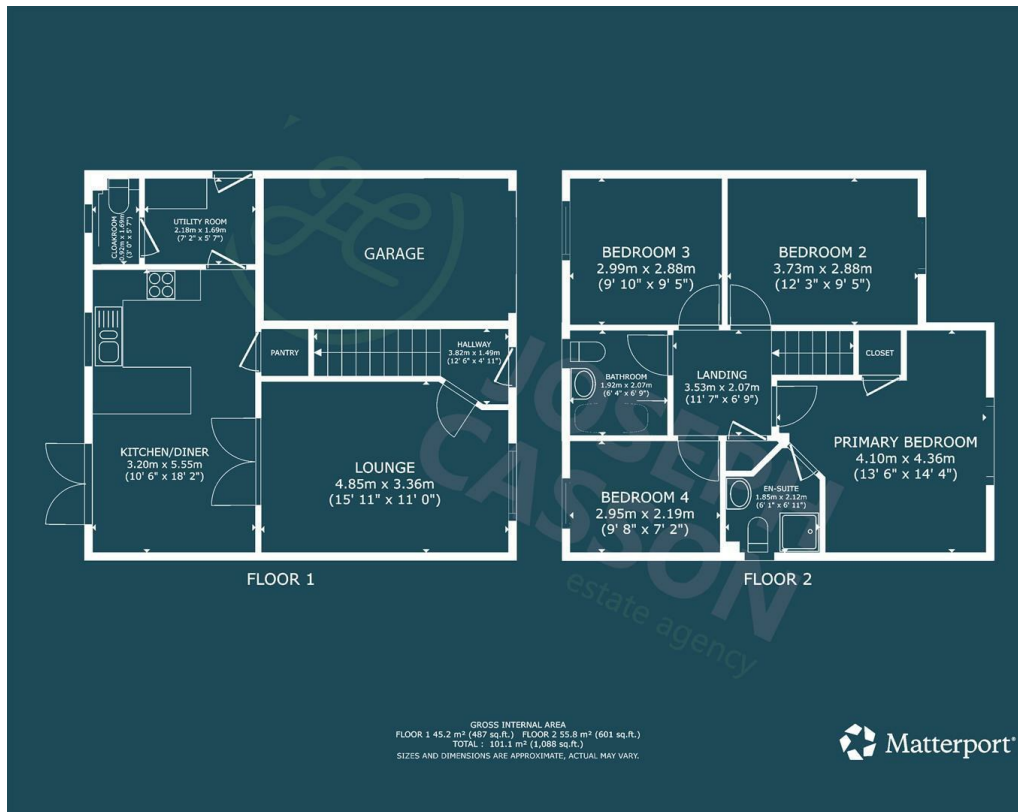 CLOAKROOM
0.92m x 1.69m
(3' 0" x 5' 7")
UTILITY ROOM
2.18m x 1.69m
(7' 2" x 5' 7")
GARAGE
PANTRY
HALLWAY
3.82m x 1.49m
(12' 6" x 4' 11")
KITCHEN/DINER
3.20m x 5.55m
(10' 6" x 18' 2")
LOUNGE
4.85m x 3.36m
(15' 11" x 11' 0")
FLOOR 1
BEDROOM 3
2.99m x 2.88m
(9' 10" x 9' 5")
BEDROOM 2
3.73m x 2.88m
(12' 3" x 9' 5")
BATHROOM
1.92m x 2.07m
(6' 4" x 6' 9")
LANDING
3.53m x 2.07m
(11' 7" x 6' 9")
CLOSET
PRIMARY BEDROOM
4.10m x 4.36m
(13' 6" x 14' 4")
BEDROOM 4
2.95m x 2.19m
(9' 8" x 7' 2")
EN-SUITE
1.85m x 2.12m
(6' 1" x 6' 11")
FLOOR 2
JOSEPH
CASSON
estate agency
GROSS INTERNAL AREA
FLOOR 1 45.2 m² (487 sq.ft.) FLOOR 2 55.8 m² (601 sq.ft.)
TOTAL : 101.1 m² (1,088 sq.ft.)
SIZES AND DIMENSIONS ARE APPROXIMATE, ACTUAL MAY VARY.
Matterport®